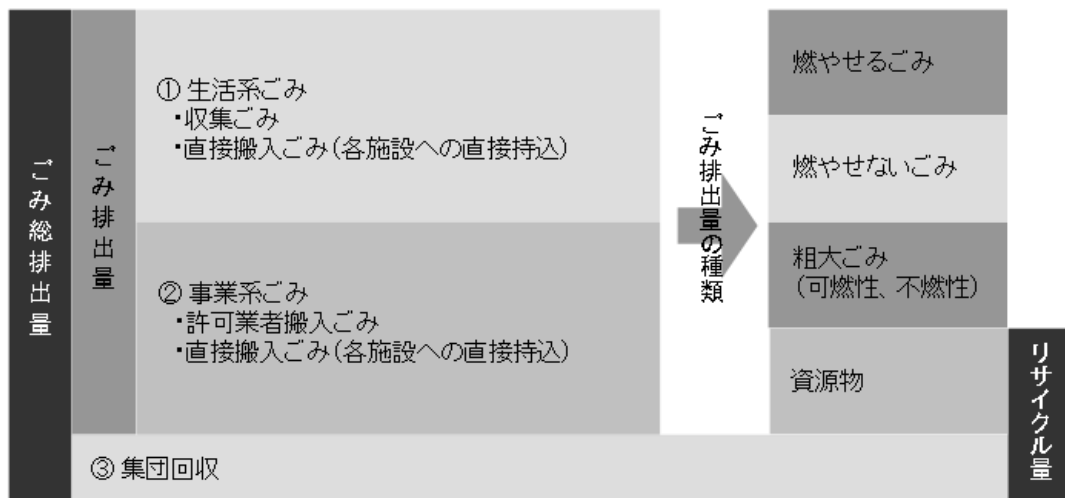 ごみ総排出量
ごみ排出量
① 生活系ごみ
・収集ごみ
・直接搬入ごみ(各施設への直接持込)
② 事業系ごみ
・許可業者搬入ごみ
・直接搬入ごみ(各施設への直接持込)
③ 集団回収
ごみ排出量の種類
燃やせるごみ
燃やせないごみ
粗大ごみ
(可燃性、不燃性)
資源物
リサイクル量